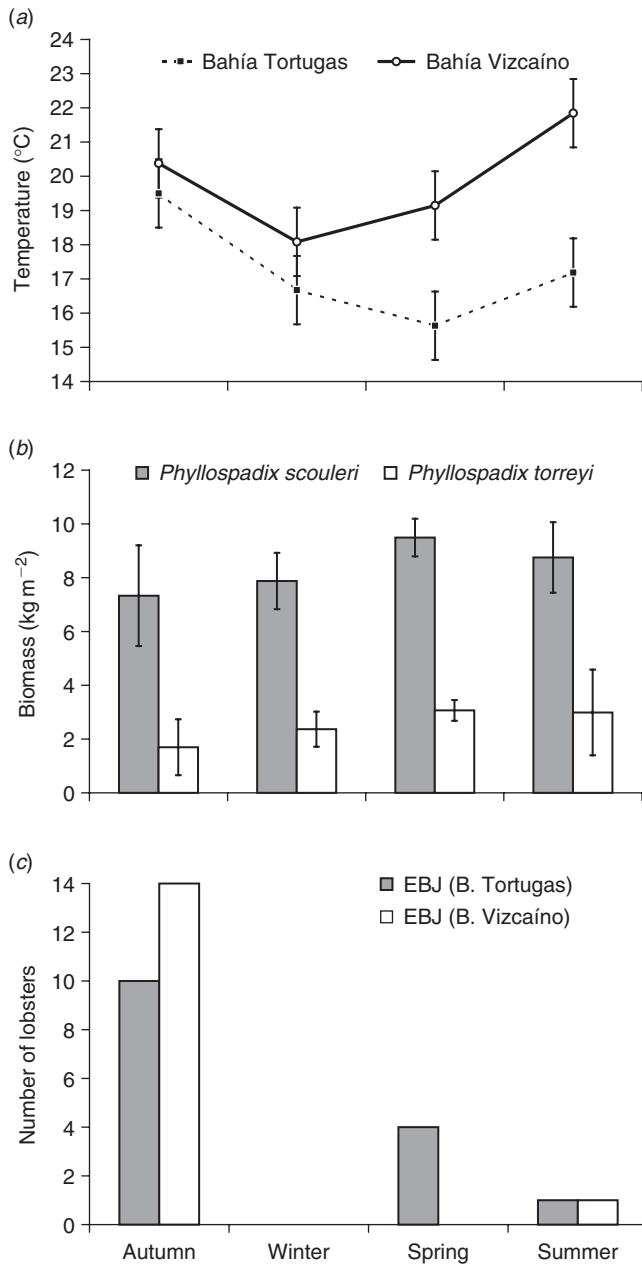 (a)
24
23
22
21
20
19
18
17
16
15
14
Temperature (°C)
Bahía Tortugas
Bahía Vizcaíno
(b)
12
10
8
6
4
2
0
Biomass (kg m−2)
Phyllospadix scouleri
Phyllospadix torreyi
(c)
14
12
10
8
6
4
2
0
Number of lobsters
EBJ (B. Tortugas)
EBJ (B. Vizcaíno)
Autumn Winter Spring Summer